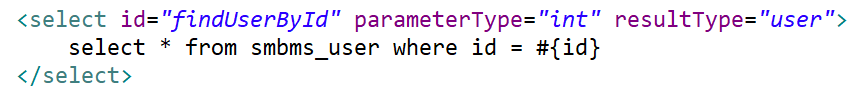 <select id="findUserById" parameterType="int" resultType="user">
select * from smbms_user where id = #{id}
</select>